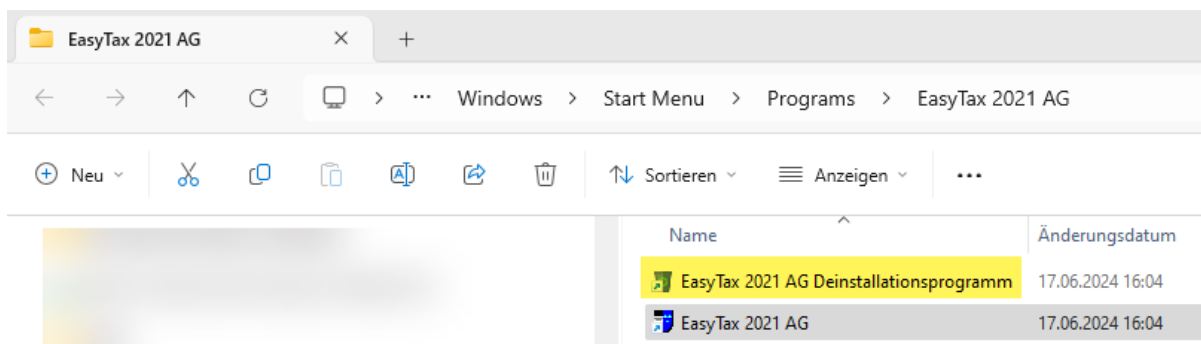 EasyTax 2021 AG
Windows > Start Menu > Programs > EasyTax 2021 AG
Neu Sortieren Anzeigen
Name Änderungsdatum
EasyTax 2021 AG Deinstallationsprogramm 17.06.2024 16:04
EasyTax 2021 AG 17.06.2024 16:04